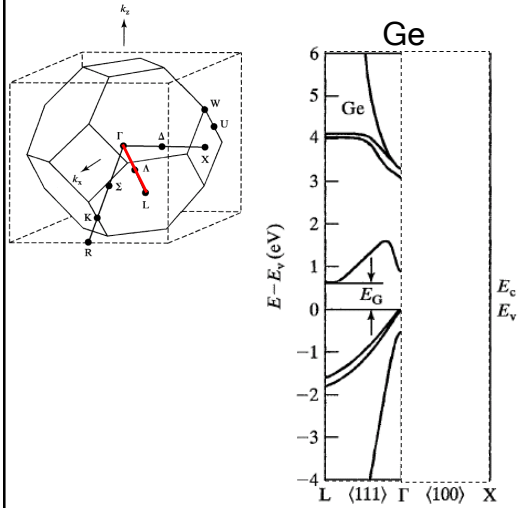 k_z
W
U
Γ
Δ
X
Λ
k_x
Σ
L
K
R
Ge
6
5
Ge
4
3
2
E – E_v (eV)
1
E_G
E_c
0
E_v
−1
−2
−3
−4
L ⟨111⟩ Γ ⟨100⟩ X